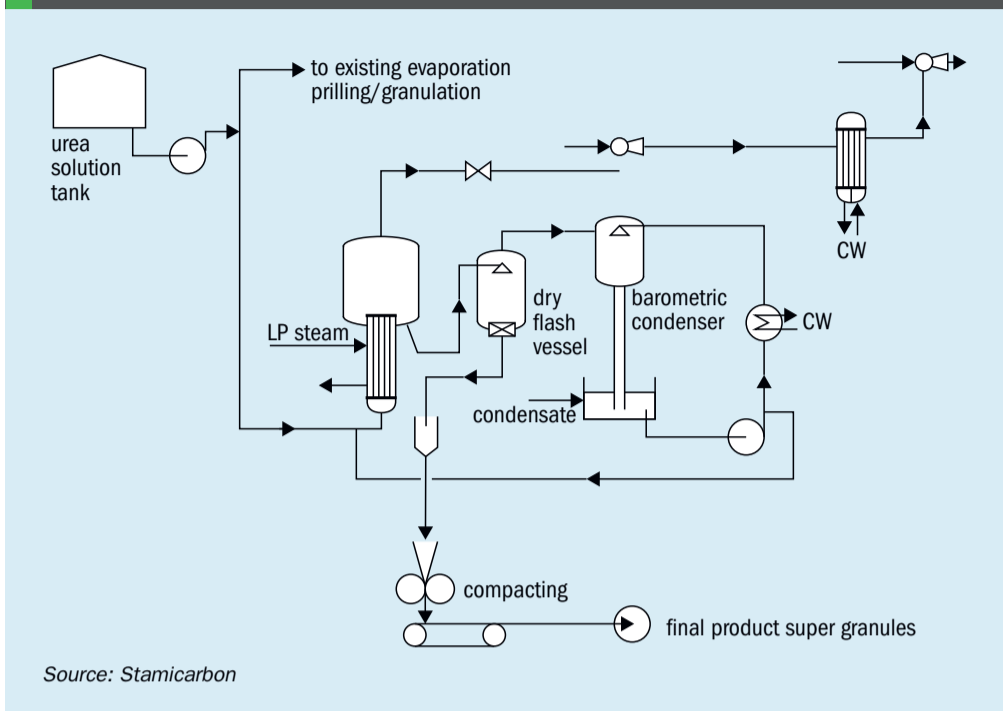 to existing evaporation
prilling/granulation
urea
solution
tank
CW
LP steam
dry
flash
vessel
barometric
condenser
CW
condensate
compacting
final product super granules
Source: Stamicarbon